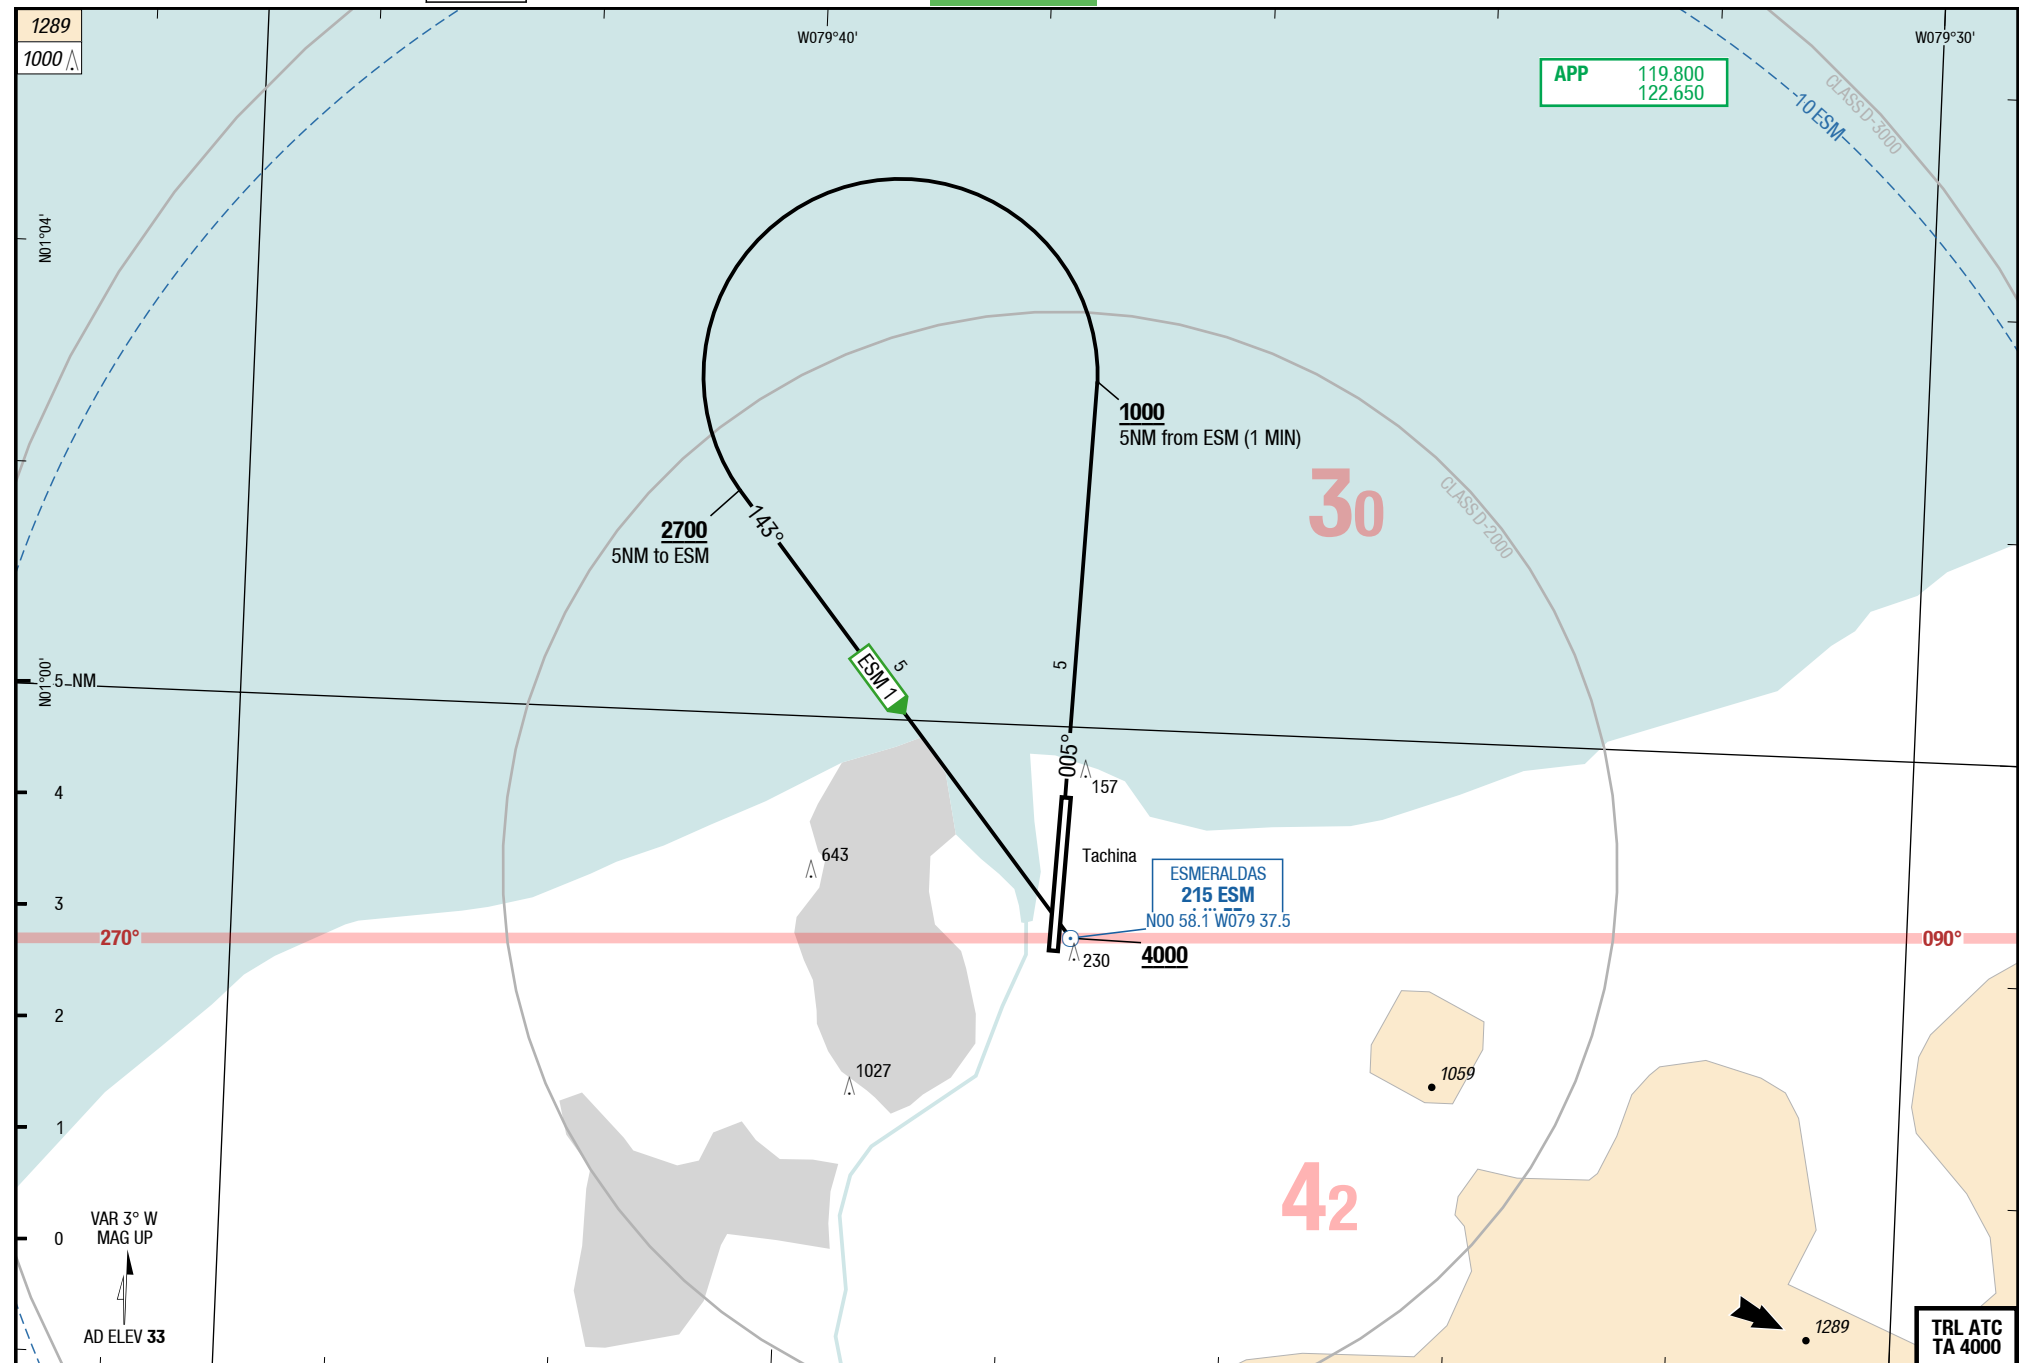 1289
1000
W079°40'
W079°30'
APP 119.800
122.650
CLASS D-3000
10 ESM
N01°04'
1000
5NM from ESM (1 MIN)
30
CLASS D-2000
2700
5NM to ESM
143°
5
ESM 1
5
N01°00'
5 NM
005°
157
4
Tachina
643
ESMERALDAS
215 ESM
N00 58.1 W079 37.5
3
270°
090°
4000
230
2
1027
1059
1
42
VAR 3° W
MAG UP
0
AD ELEV 33
1289
TRL ATC
TA 4000